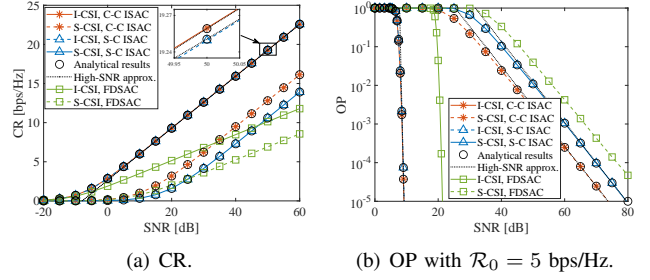 25
20
15
10
5
0
CR [bps/Hz]
-20
0
20
40
60
SNR [dB]
I-CSI, C-C ISAC
S-CSI, C-C ISAC
I-CSI, S-C ISAC
S-CSI, S-C ISAC
Analytical results
High-SNR approx.
I-CSI, FDSAC
S-CSI, FDSAC
19.27
19.24
49.95
50
50.05
(a) CR.
10⁰
10⁻¹
10⁻²
10⁻³
10⁻⁴
10⁻⁵
OP
0
20
40
60
80
SNR [dB]
I-CSI, C-C ISAC
S-CSI, C-C ISAC
I-CSI, S-C ISAC
S-CSI, S-C ISAC
Analytical results
High-SNR approx.
I-CSI, FDSAC
S-CSI, FDSAC
(b) OP with R₀ = 5 bps/Hz.